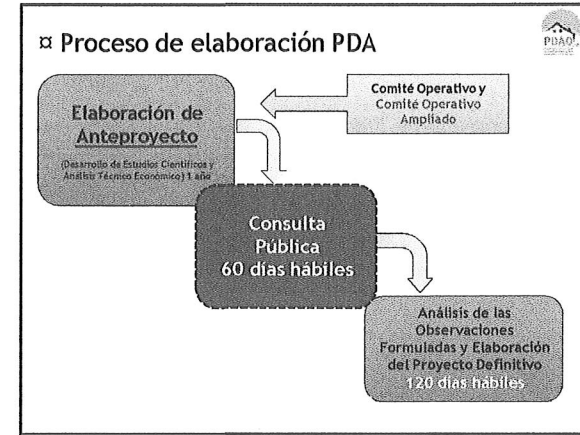 ¤ Proceso de elaboración PDA
PDAO
Elaboración de
Anteproyecto
(Desarrollo de Estudios Científicos y
Análisis Técnico Económico) 1 año
Comité Operativo y
Comité Operativo
Ampliado
Consulta
Pública
60 días hábiles
Análisis de las
Observaciones
Formuladas y Elaboración
del Proyecto Definitivo
120 días hábiles